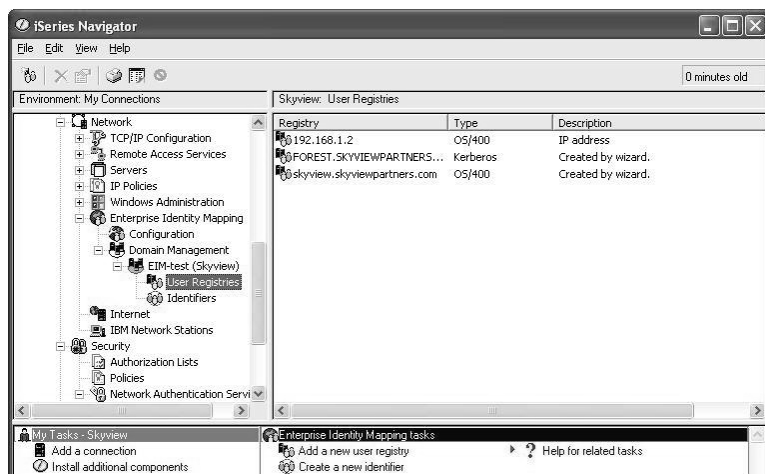 iSeries Navigator
File Edit View Help
0 minutes old
Environment: My Connections
Skyview: User Registries
Network
TCP/IP Configuration
Remote Access Services
Servers
IP Policies
Windows Administration
Enterprise Identity Mapping
Configuration
Domain Management
EIM-test (Skyview)
User Registries
Identifiers
Internet
IBM Network Stations
Security
Authorization Lists
Policies
Network Authentication Servi
Registry Type Description
192.168.1.2 OS/400 IP address
FOREST.SKYVIEWPARTNERS... Kerberos Created by wizard.
skyview.skyviewpartners.com OS/400 Created by wizard.
My Tasks - Skyview
Add a connection
Install additional components
Enterprise Identity Mapping tasks
Add a new user registry
Create a new identifier
Help for related tasks